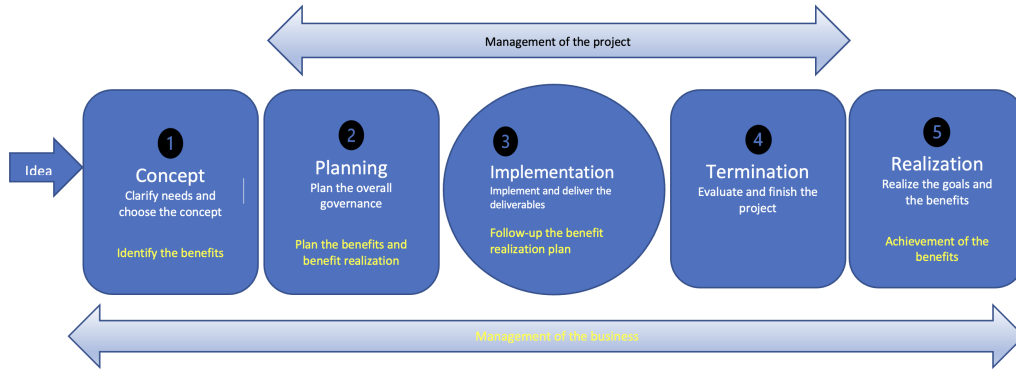 Management of the project
Idea
1
Concept
Clarify needs and
choose the concept
Identify the benefits
2
Planning
Plan the overall
governance
Plan the benefits and
benefit realization
3
Implementation
Implement and deliver the
deliverables
Follow-up the benefit
realization plan
4
Termination
Evaluate and finish the
project
5
Realization
Realize the goals and
the benefits
Achievement of the
benefits
Management of the business